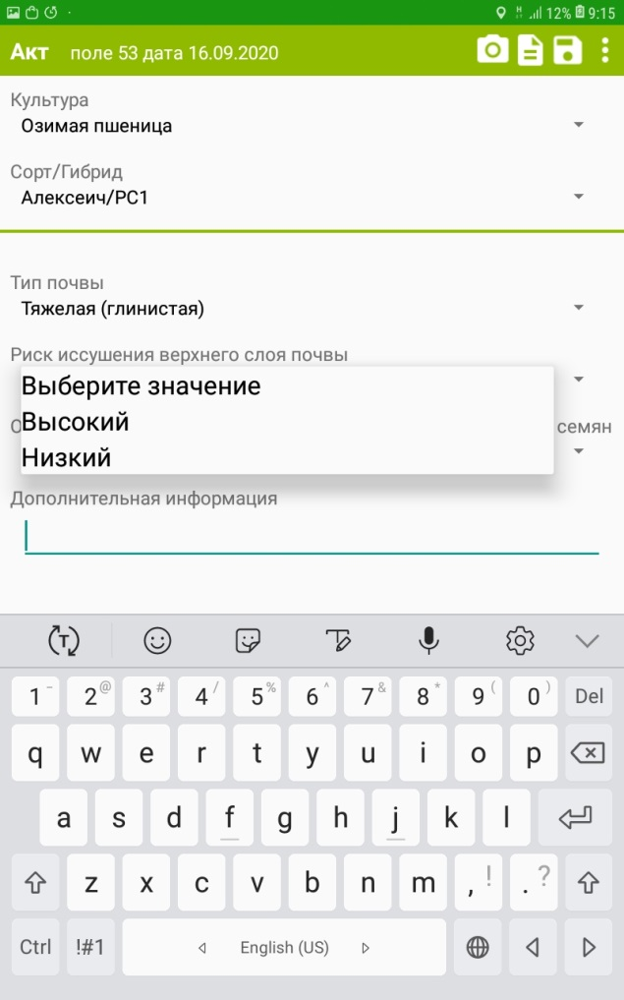 12% 9:15
Акт поле 53 дата 16.09.2020
Культура
Озимая пшеница
Сорт/Гибрид
Алексеич/РС1
Тип почвы
Тяжелая (глинистая)
Риск иссушения верхнего слоя почвы
Выберите значение
Высокий
семян
Низкий
Дополнительная информация
T T
1 - 2 @ 3 # 4 / 5 % 6 ^ 7 & 8 * 9 ( 0 ) Del
q w e r t y u i o p
a s d f g h j k l
z x c v b n m , ! . ?
Ctrl !#1 English (US)